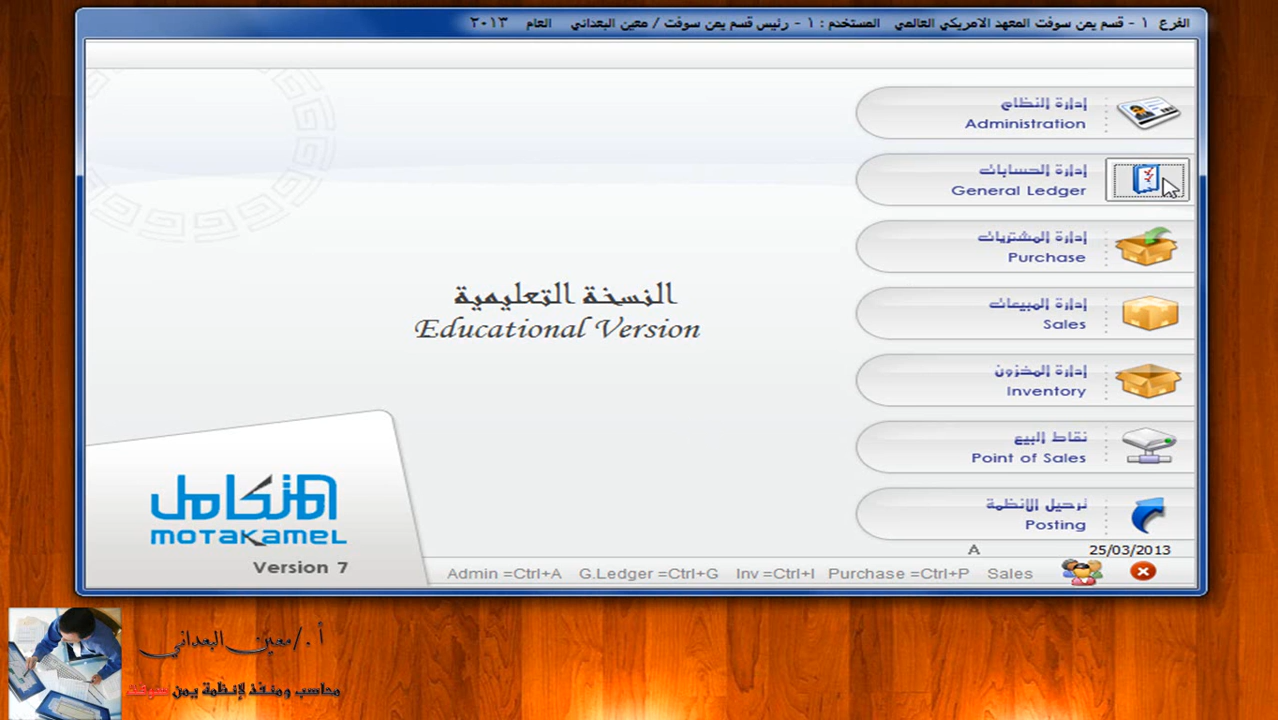 الفرع ١ - قسم يمن سوفت المعهد الامريكي العالمي المستخدم : ١ - رئيس قسم يمن سوفت / معين البعداني العام ٢٠١٣
إدارة النظام
Administration
إدارة الحسابات
General Ledger
إدارة المشتريات
Purchase
إدارة المبيعات
Sales
إدارة المخزون
Inventory
نقاط البيع
Point of Sales
ترحيل الانظمة
Posting
النسخة التعليمية
Educational Version
المتكامل
MOTAKAMEL
Version 7
A 25/03/2013
Admin =Ctrl+A G.Ledger =Ctrl+G Inv =Ctrl+I Purchase =Ctrl+P Sales
أ./معين البعداني
محاسب ومنفذ لإنظمة يمن سوفت